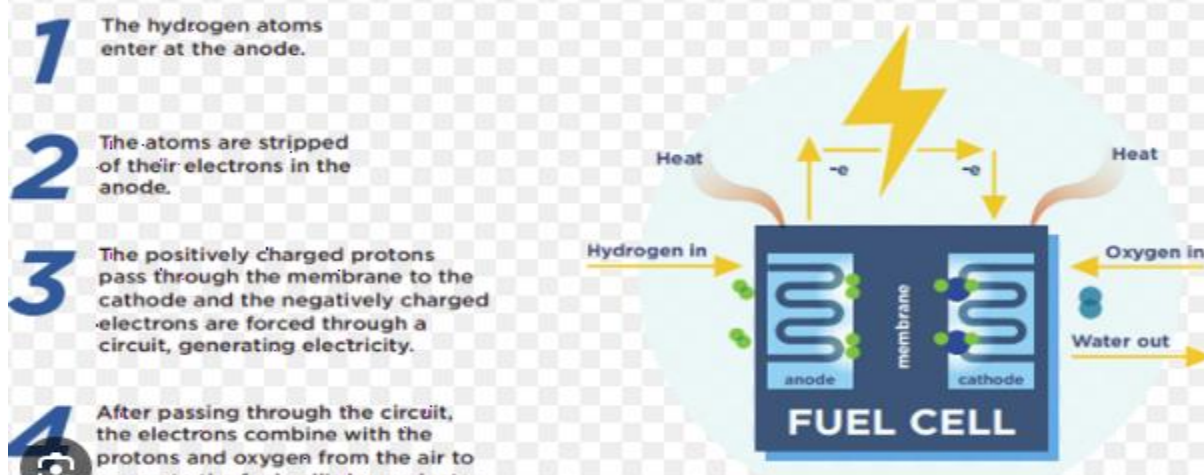 1
The hydrogen atoms
enter at the anode.
2
The atoms are stripped
of their electrons in the
anode.
3
The positively charged protons
pass through the membrane to the
cathode and the negatively charged
electrons are forced through a
circuit, generating electricity.
4
After passing through the circuit,
the electrons combine with the
protons and oxygen from the air to
Heat
Heat
-e
-e
Hydrogen in
Oxygen in
Water out
membrane
anode
cathode
FUEL CELL